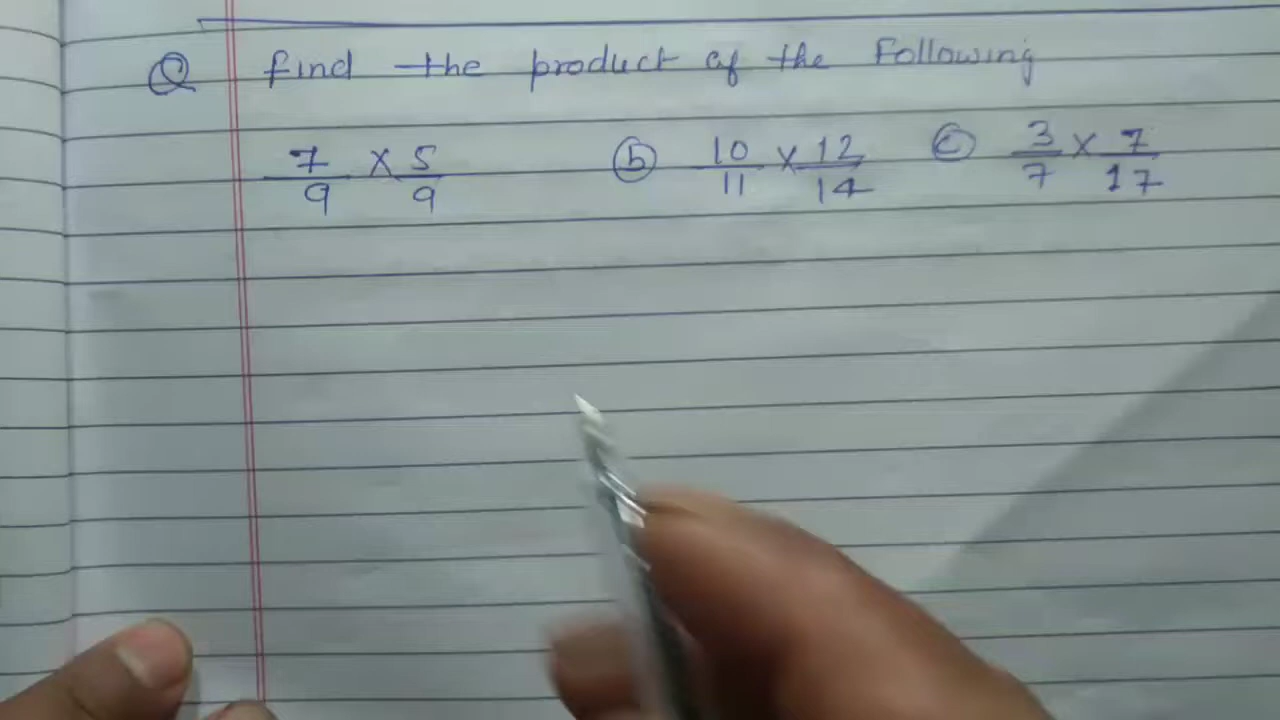 Q Find the product of the Following
7/9 × 5/9 (b) 10/11 × 12/14 (c) 3/7 × 7/17